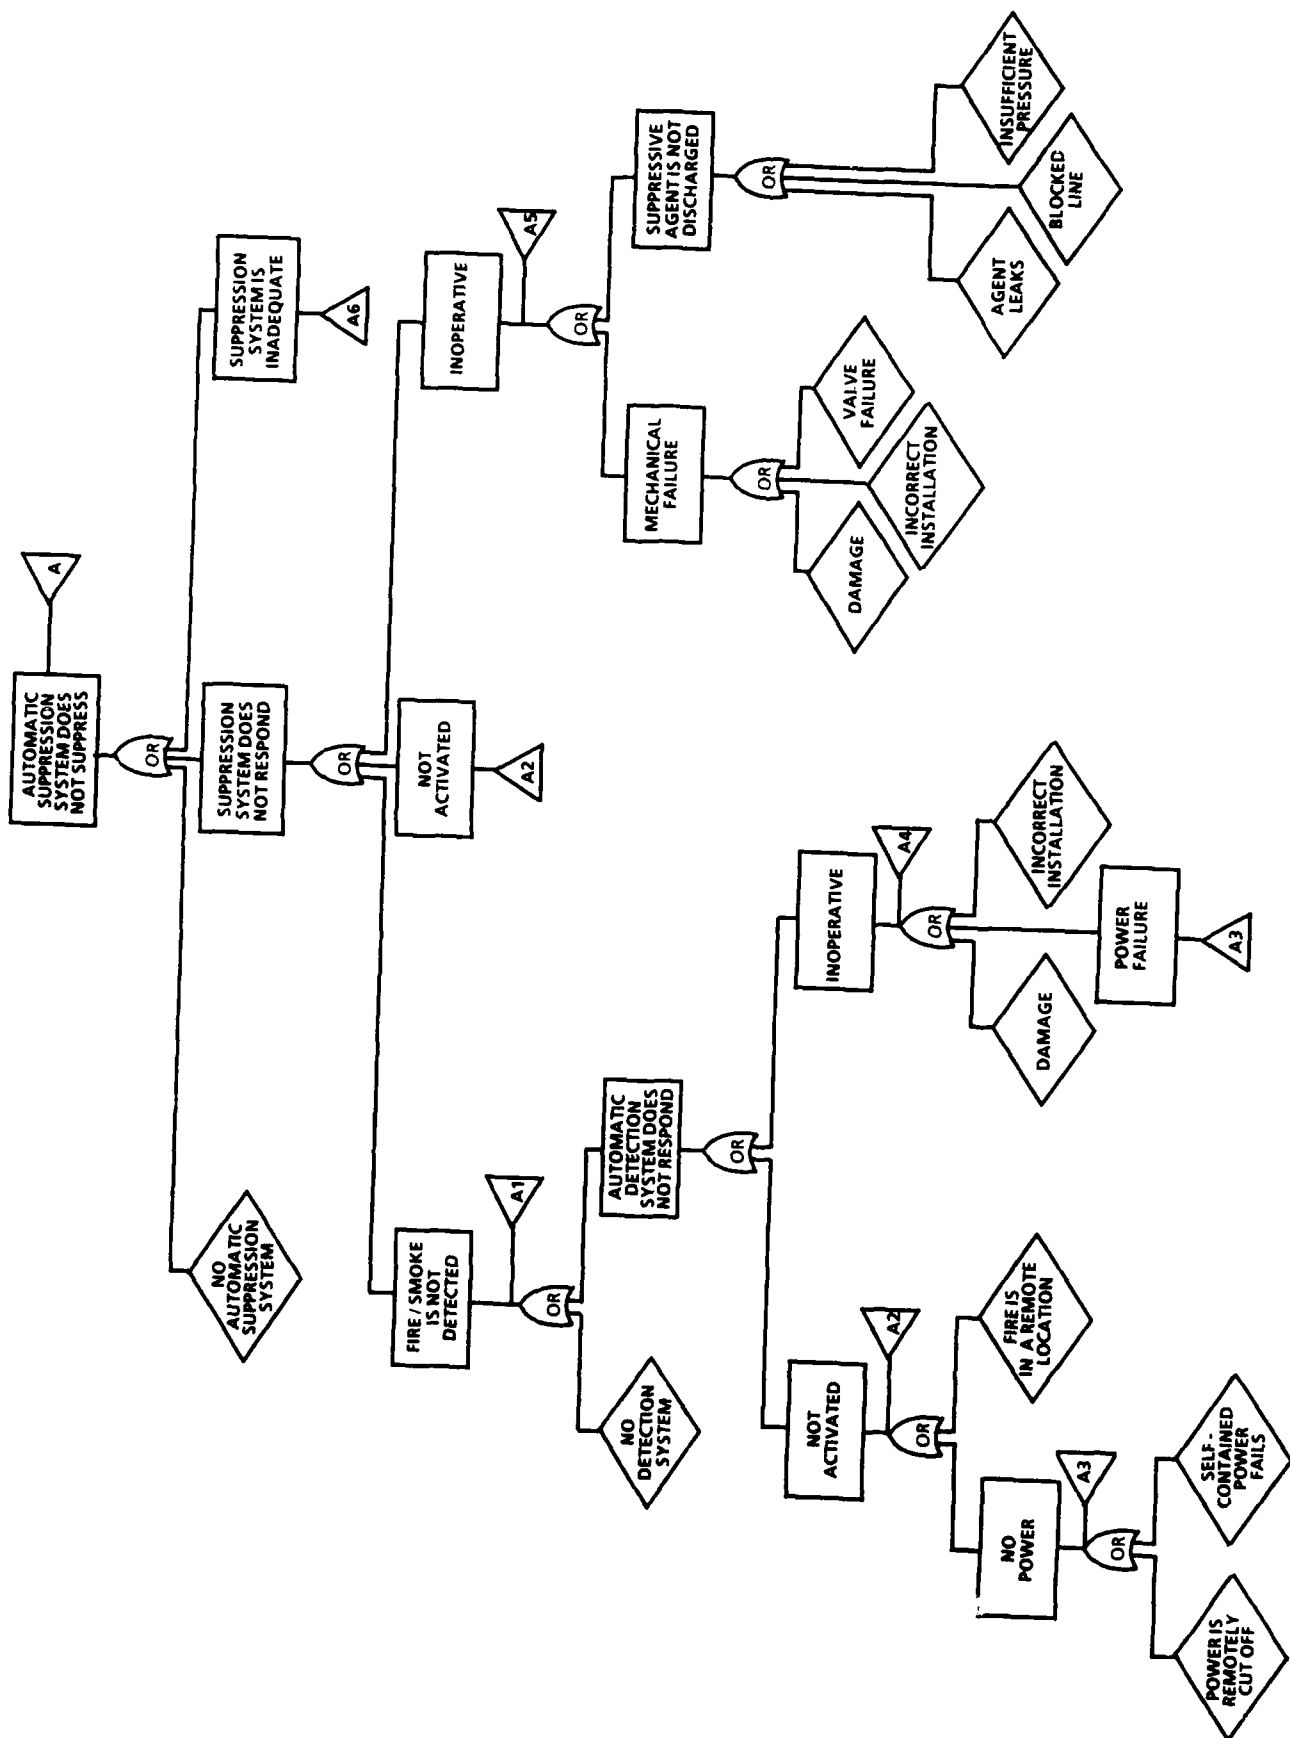 AUTOMATIC
SUPPRESSION
SYSTEM DOES
NOT SUPPRESS
A
OR
NO
AUTOMATIC
SUPPRESSION
SYSTEM
SUPPRESSION
SYSTEM DOES
NOT RESPOND
SUPPRESSION
SYSTEM IS
INADEQUATE
A6
OR
FIRE / SMOKE
IS NOT
DETECTED
A1
NOT
ACTIVATED
A2
INOPERATIVE
A5
OR
NO
DETECTION
SYSTEM
AUTOMATIC
DETECTION
SYSTEM DOES
NOT RESPOND
OR
MECHANICAL
FAILURE
SUPPRESSIVE
AGENT IS NOT
DISCHARGED
OR
NOT
ACTIVATED
A2
INOPERATIVE
A4
OR
DAMAGE
INCORRECT
INSTALLATION
VALVE
FAILURE
OR
AGENT
LEAKS
BLOCKED
LINE
INSUFFICIENT
PRESSURE
OR
NO
POWER
A3
FIRE IS
IN A REMOTE
LOCATION
OR
DAMAGE
POWER
FAILURE
A3
INCORRECT
INSTALLATION
OR
POWER IS
REMOTELY
CUT OFF
SELF -
CONTAINED
POWER
FAILS